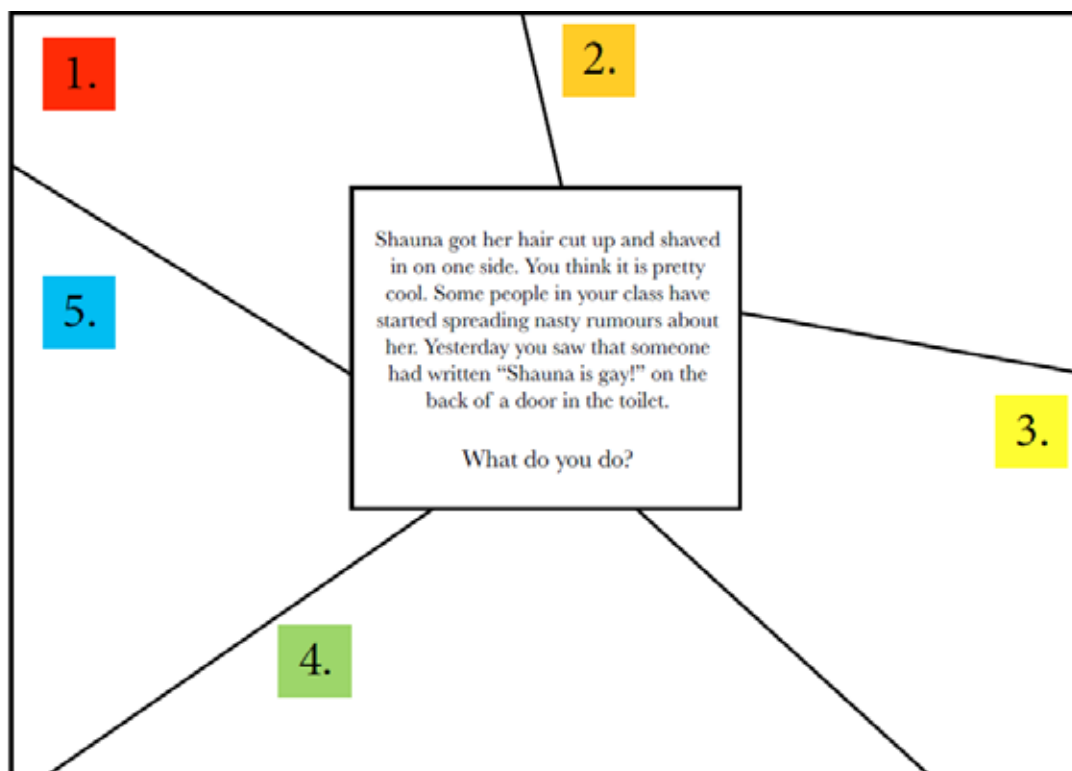 1.
2.
Shauna got her hair cut up and shaved
in on one side. You think it is pretty
cool. Some people in your class have
started spreading nasty rumours about
her. Yesterday you saw that someone
had written “Shauna is gay!” on the
back of a door in the toilet.
What do you do?
5.
3.
4.